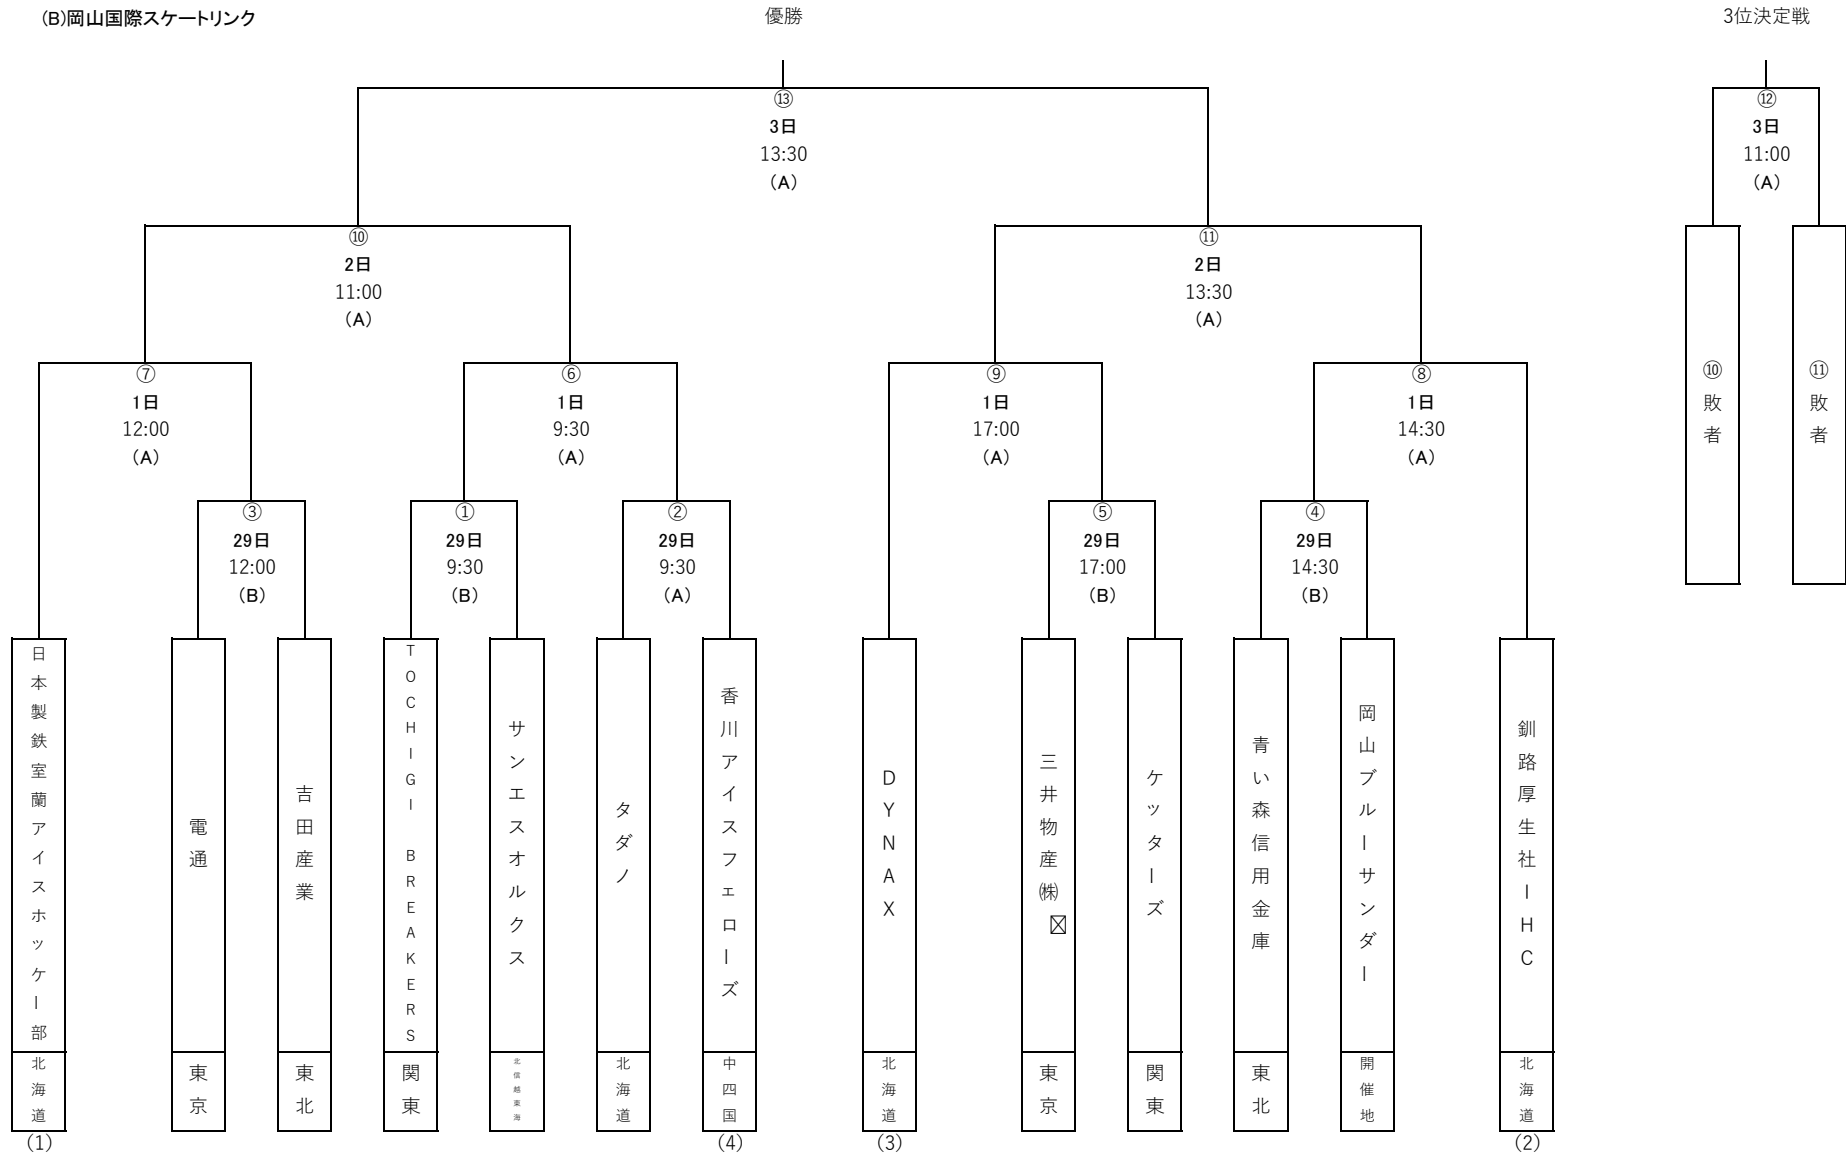 (B)岡山国際スケートリンク
優勝
3位決定戦
⑬
3日
13:30
（A）
⑫
3日
11:00
（A）
⑩
2日
11:00
（A）
⑪
2日
13:30
（A）
⑩敗者
⑪敗者
⑦
1日
12:00
（A）
⑥
1日
9:30
（A）
⑨
1日
17:00
（A）
⑧
1日
14:30
（A）
③
29日
12:00
（B）
①
29日
9:30
（B）
②
29日
9:30
（A）
⑤
29日
17:00
（B）
④
29日
14:30
（B）
日本製鉄室蘭アイスホッケー部
電通
吉田産業
TOCHIGI BREAKERS
サンエスオルクス
タダノ
香川アイスフェローズ
DYNAX
三井物産㈱
ケッターズ
青い森信用金庫
岡山ブルーサンダー
釧路厚生社IHC
北海道
東京
東北
関東
北信越東海
北海道
中四国
北海道
東京
関東
東北
開催地
北海道
(1)
(4)
(3)
(2)